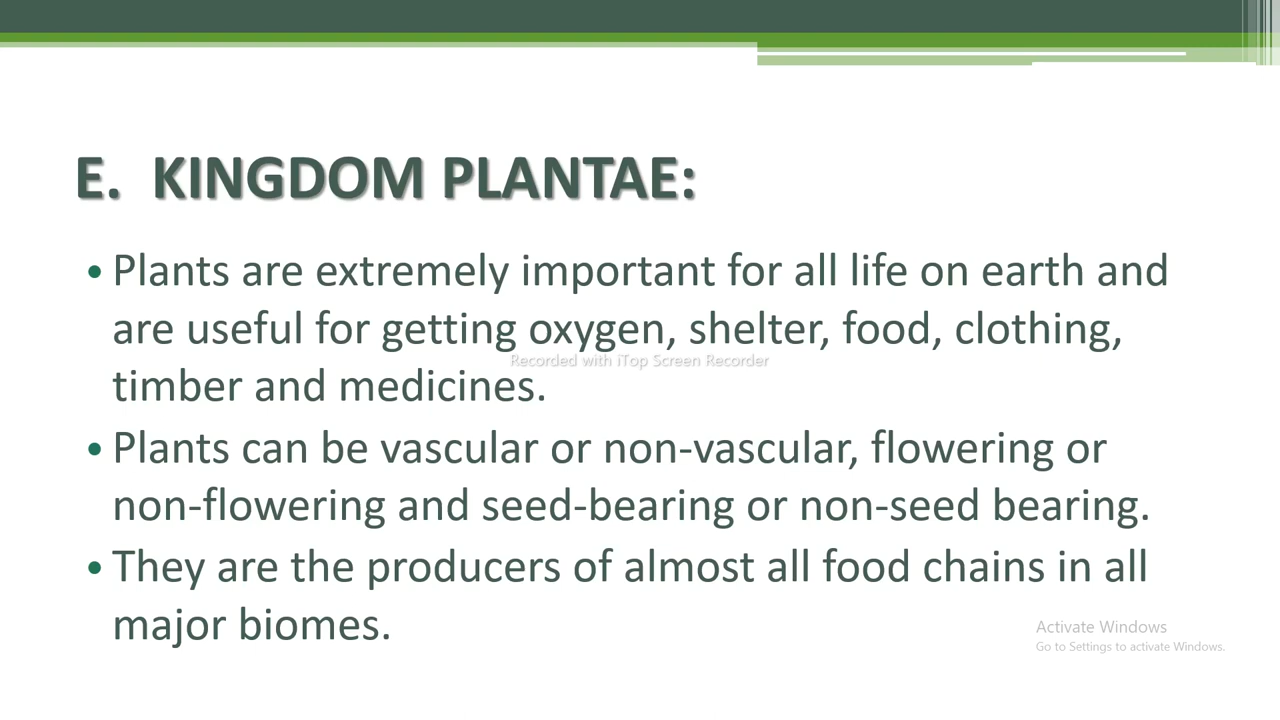 E. KINGDOM PLANTAE:
• Plants are extremely important for all life on earth and
are useful for getting oxygen, shelter, food, clothing,
Recorded with iTop Screen Recorder
timber and medicines.
• Plants can be vascular or non-vascular, flowering or
non-flowering and seed-bearing or non-seed bearing.
• They are the producers of almost all food chains in all
major biomes.
Activate Windows
Go to Settings to activate Windows.